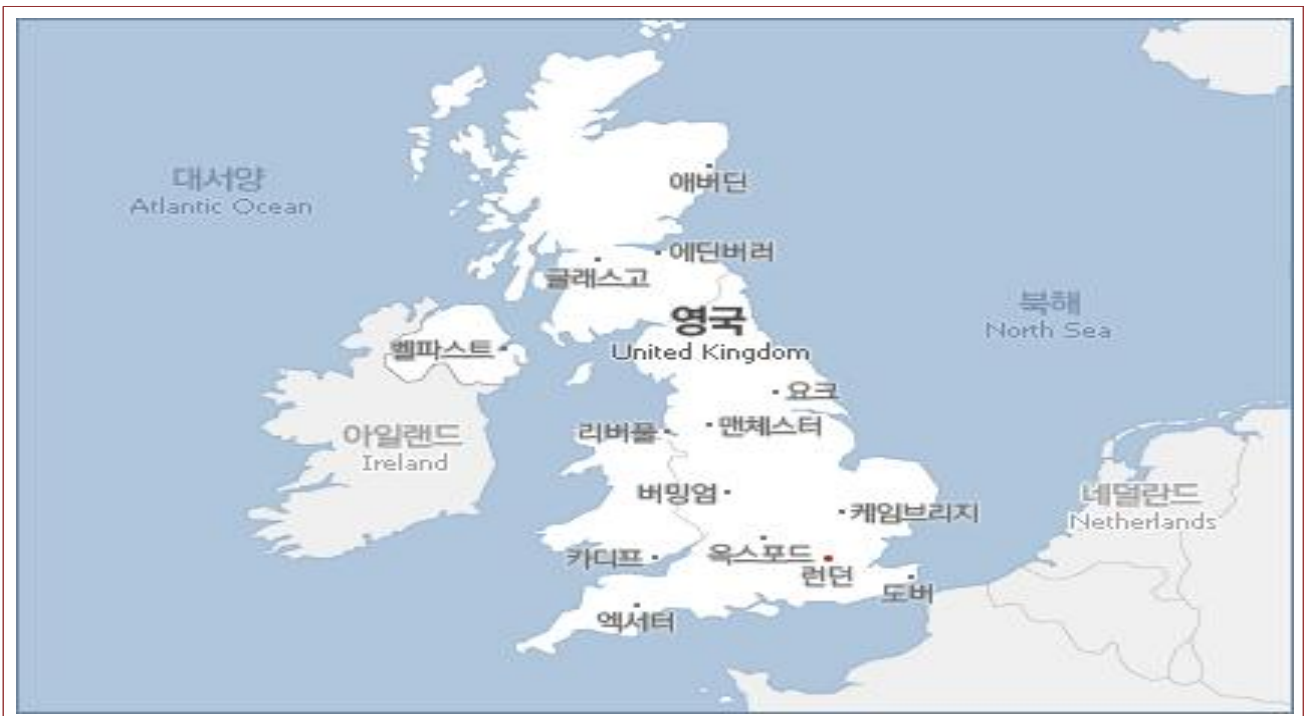 대서양
Atlantic Ocean
애버딘
에딘버러
글래스고
영국
United Kingdom
북해
North Sea
벨파스트
요크
리버풀
맨체스터
아일랜드
Ireland
버밍엄
케임브리지
네덜란드
Netherlands
카디프
옥스포드
런던
도버
엑서터